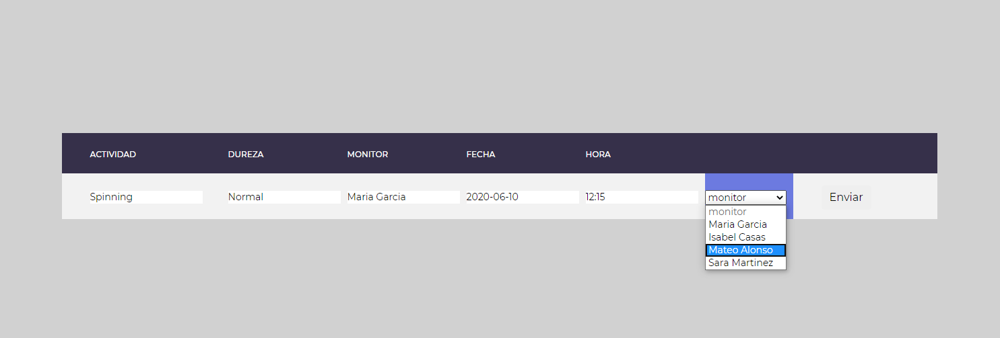 ACTIVIDAD DUREZA MONITOR FECHA HORA
Spinning Normal Maria Garcia 2020-06-10 12:15 monitor Enviar
monitor
Maria Garcia
Isabel Casas
Mateo Alonso
Sara Martinez